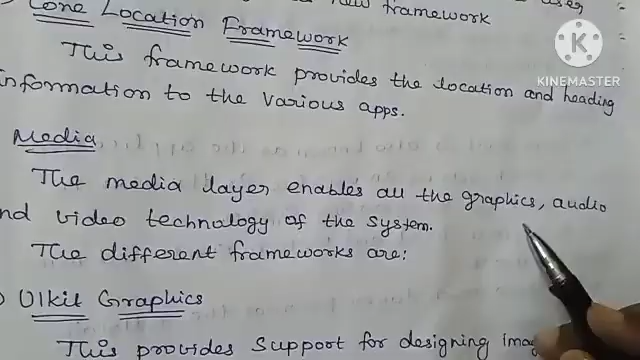 new framework
Core Location Framework
This framework provides the location and heading
information to the various apps.
KINEMASTER
Media
The media layer enables all the graphics, audio
and video technology of the system.
The different frameworks are:
UIkit Graphics
This provides support for designing